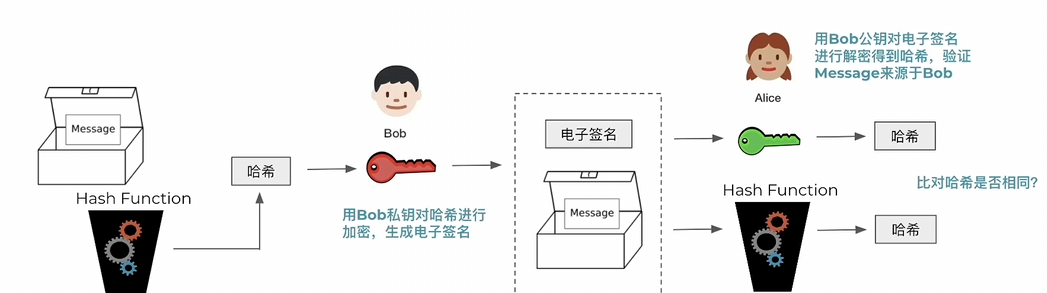 Message
Hash Function
哈希
Bob
用Bob私钥对哈希进行
加密，生成电子签名
电子签名
Message
Alice
用Bob公钥对电子签名
进行解密得到哈希，验证
Message来源于Bob
哈希
Hash Function
哈希
比对哈希是否相同?